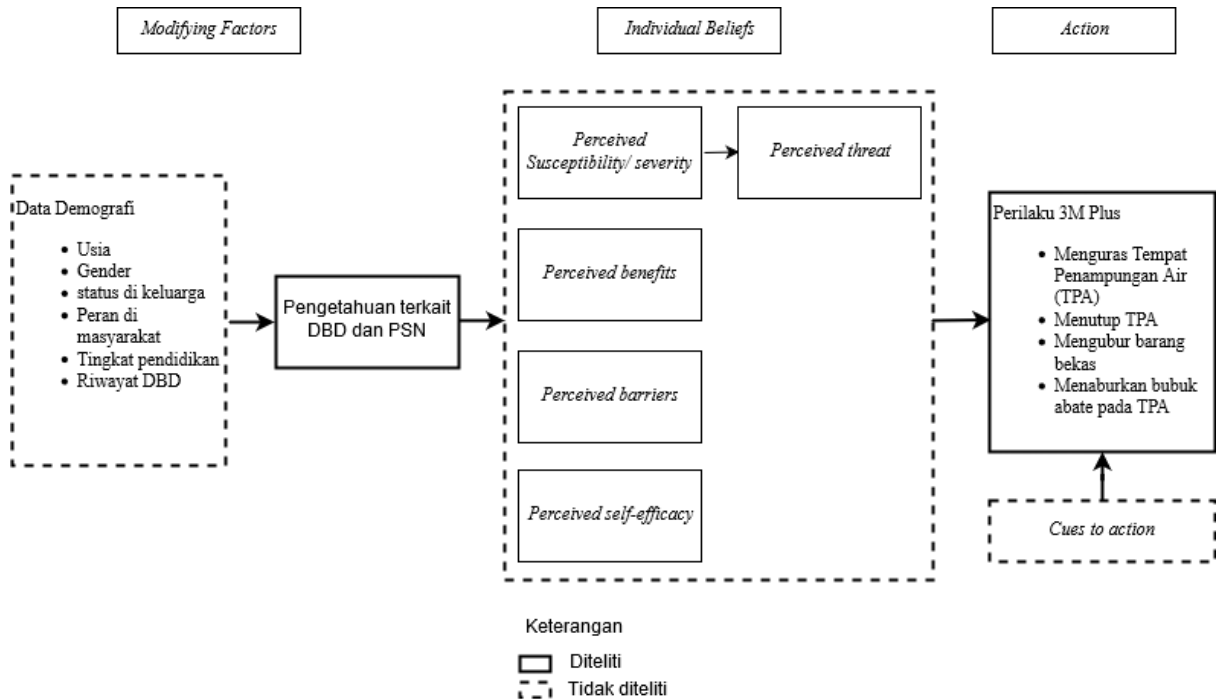 Modifying Factors
Individual Beliefs
Action
Data Demografi
• Usia
• Gender
• status di keluarga
• Peran di
masyarakat
• Tingkat pendidikan
• Riwayat DBD
Pengetahuan terkait
DBD dan PSN
Perceived
Susceptibility/ severity
Perceived threat
Perceived benefits
Perceived barriers
Perceived self-efficacy
Perilaku 3M Plus
• Menguras Tempat
Penampungan Air
(TPA)
• Menutup TPA
• Mengubur barang
bekas
• Menaburkan bubuk
abate pada TPA
Cues to action
Keterangan
Diteliti
Tidak diteliti